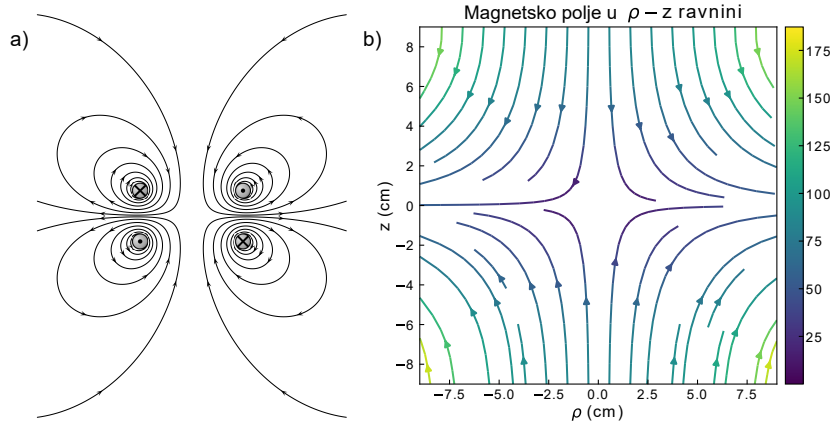 a)
b)
Magnetsko polje u ρ – z ravnini
z (cm)
8
6
4
2
0
−2
−4
−6
−8
−7.5 −5.0 −2.5 0.0 2.5 5.0 7.5
ρ (cm)
175
150
125
100
75
50
25